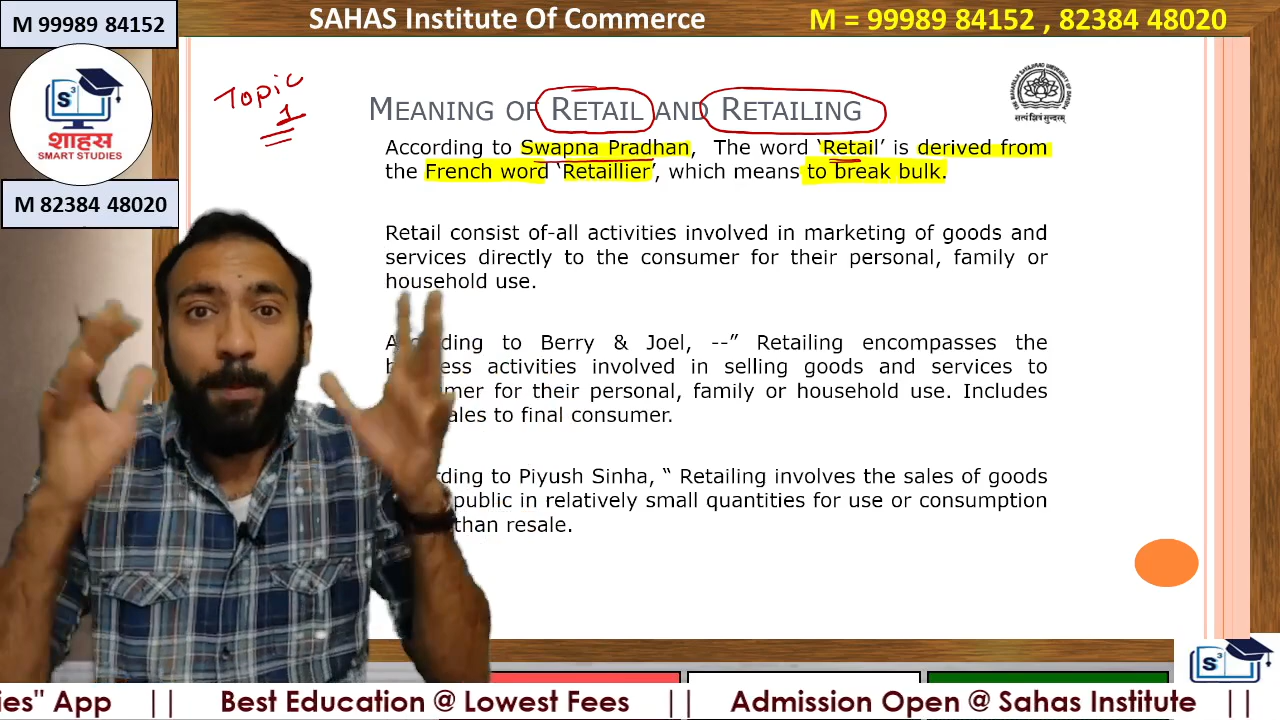 M 99989 84152
SAHAS Institute Of Commerce
M = 99989 84152 , 82384 48020
S³
शाहस
SMART STUDIES
M 82384 48020
Topic
1
MEANING OF RETAIL AND RETAILING
सत्यं शिवं सुन्दरम्
According to Swapna Pradhan, The word ‘Retail’ is derived from
the French word ‘Retaillier’, which means to break bulk.
Retail consist of-all activities involved in marketing of goods and
services directly to the consumer for their personal, family or
household use.
to Berry & Joel, --” Retailing encompasses the
activities involved in selling goods and services to
for their personal, family or household use. Includes
to final consumer.
to Piyush Sinha, “ Retailing involves the sales of goods
public in relatively small quantities for use or consumption
than resale.
S³
App || Best Education @ Lowest Fees || Admission Open @ Sahas Institute ||